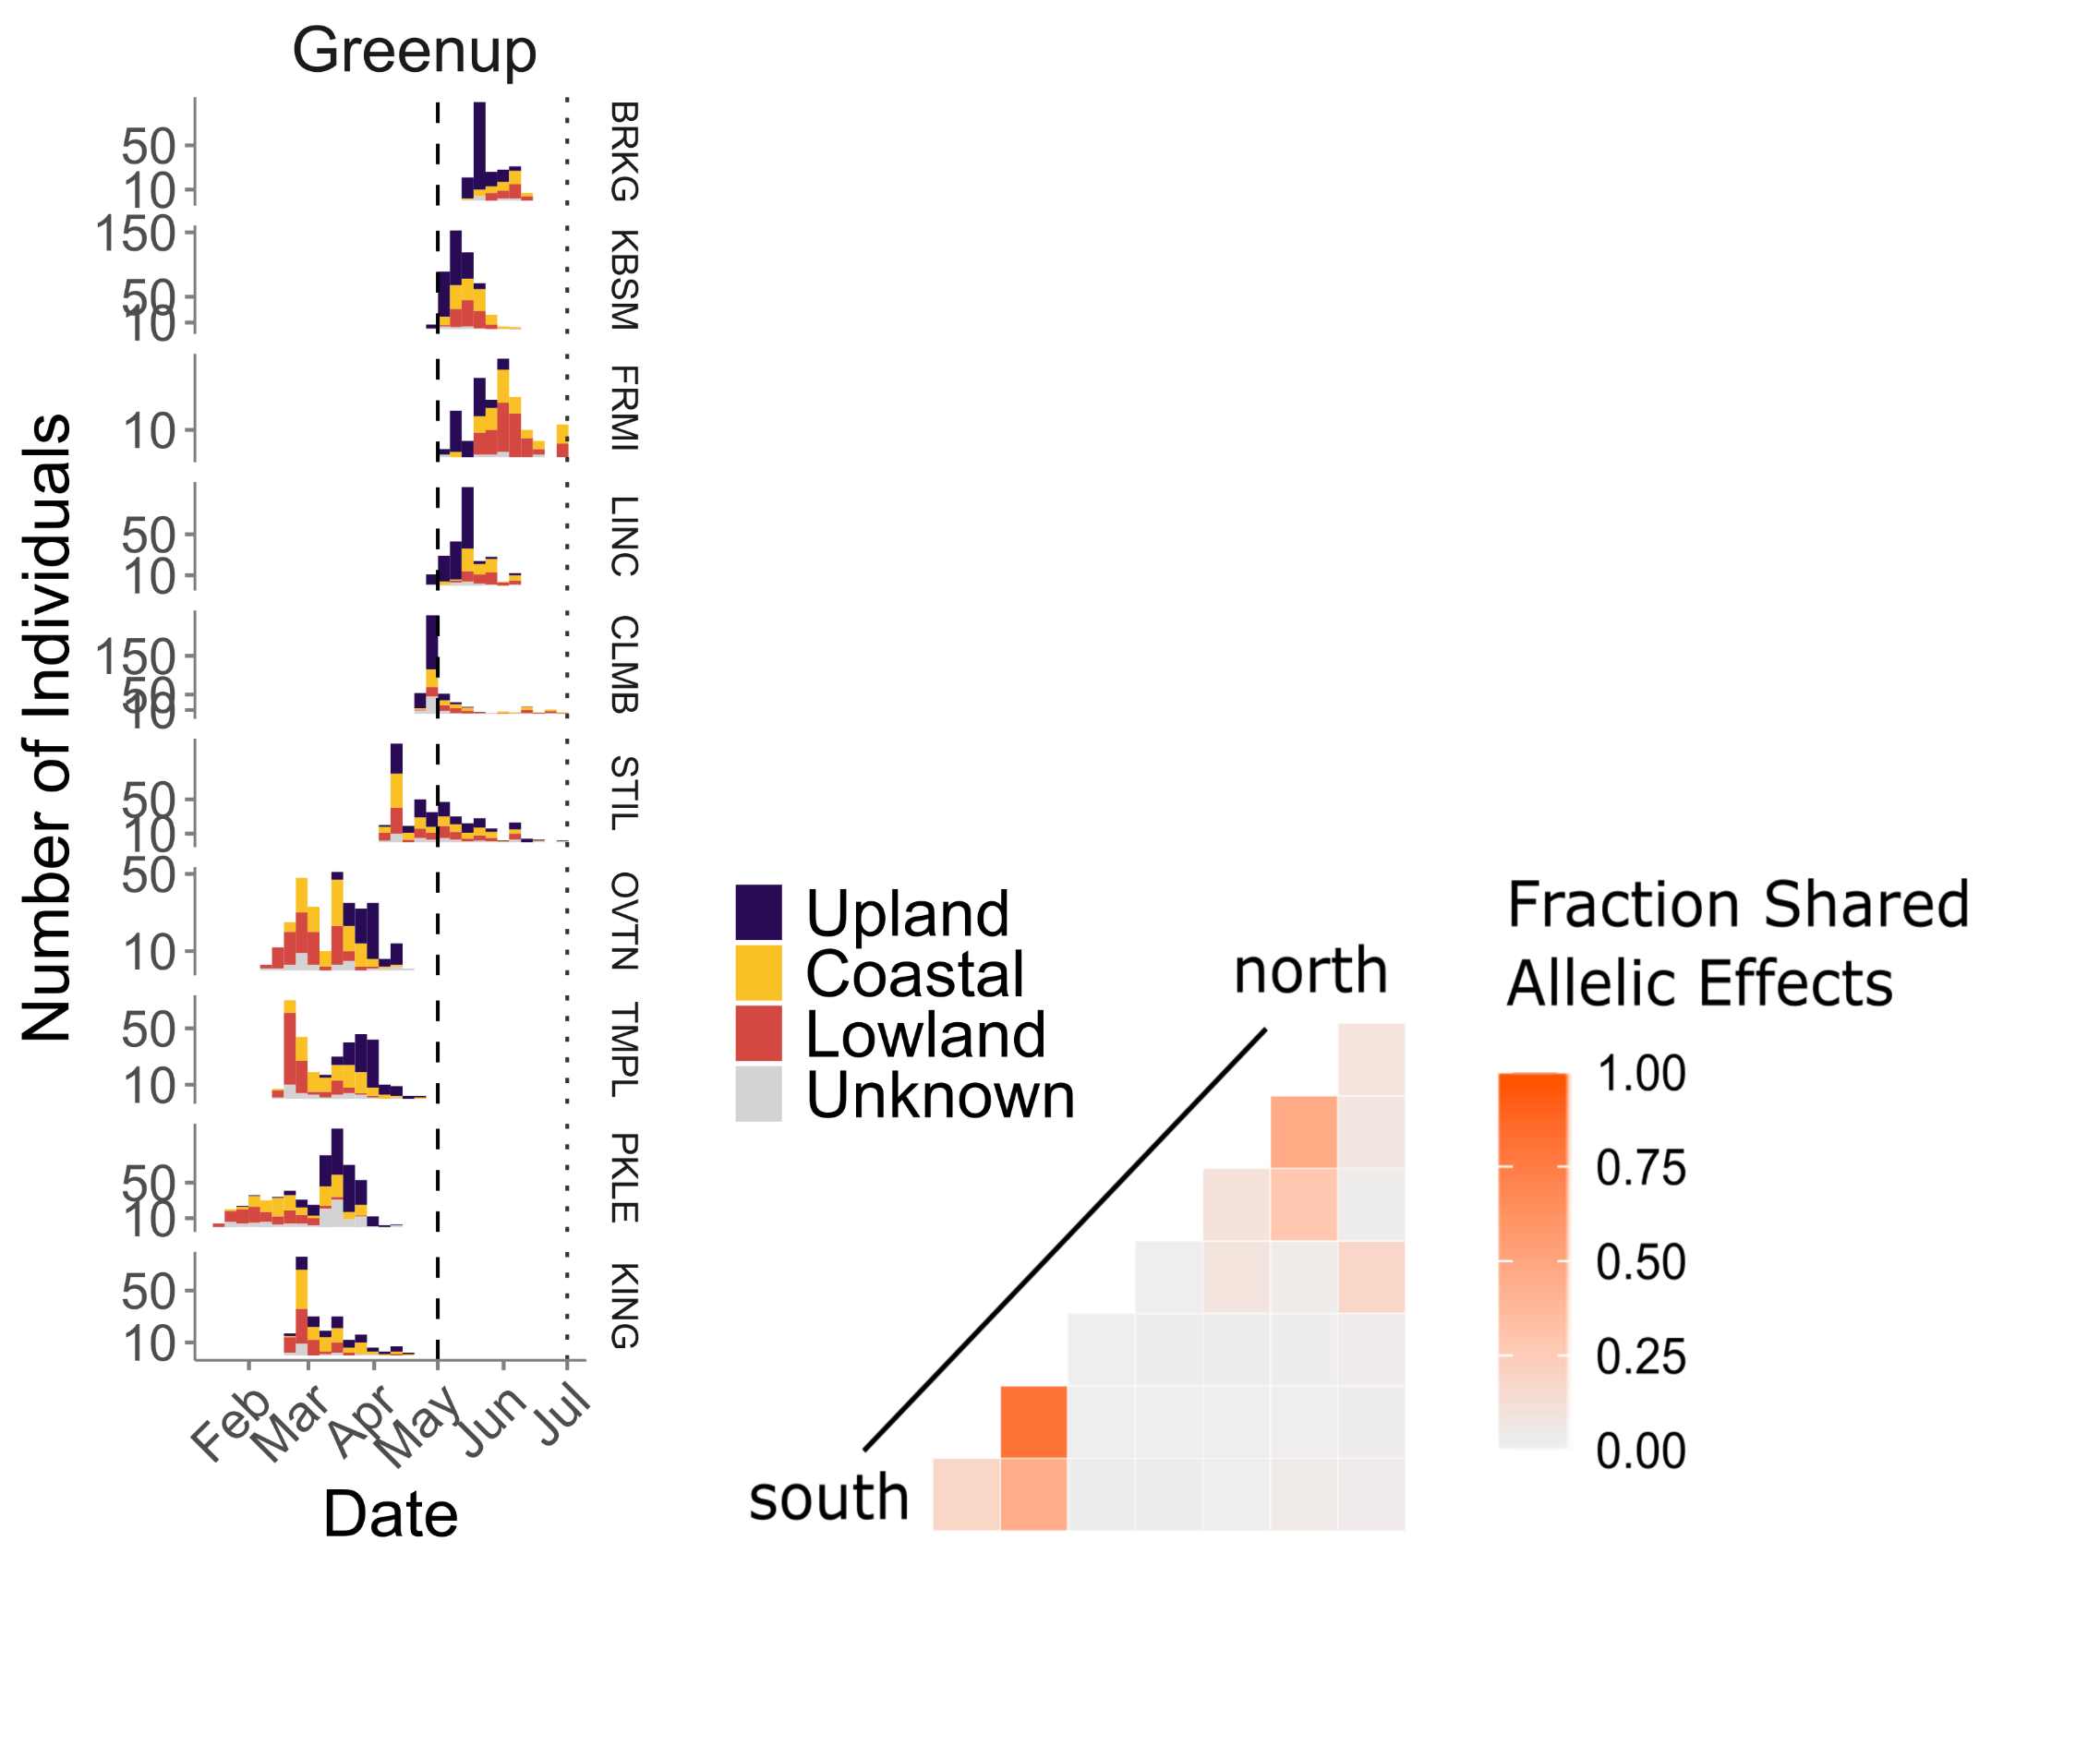 Greenup
Number of Individuals
50
10
BRKG
150
50
10
KBSM
10
FRMI
50
10
LINC
150
50
10
CLMB
50
10
STIL
50
10
OVTN
50
10
TMPL
50
10
PKLE
50
10
KING
Feb
Mar
Apr
May
Jun
Jul
Date
Upland
Coastal
Lowland
Unknown
north
south
Fraction Shared
Allelic Effects
1.00
0.75
0.50
0.25
0.00